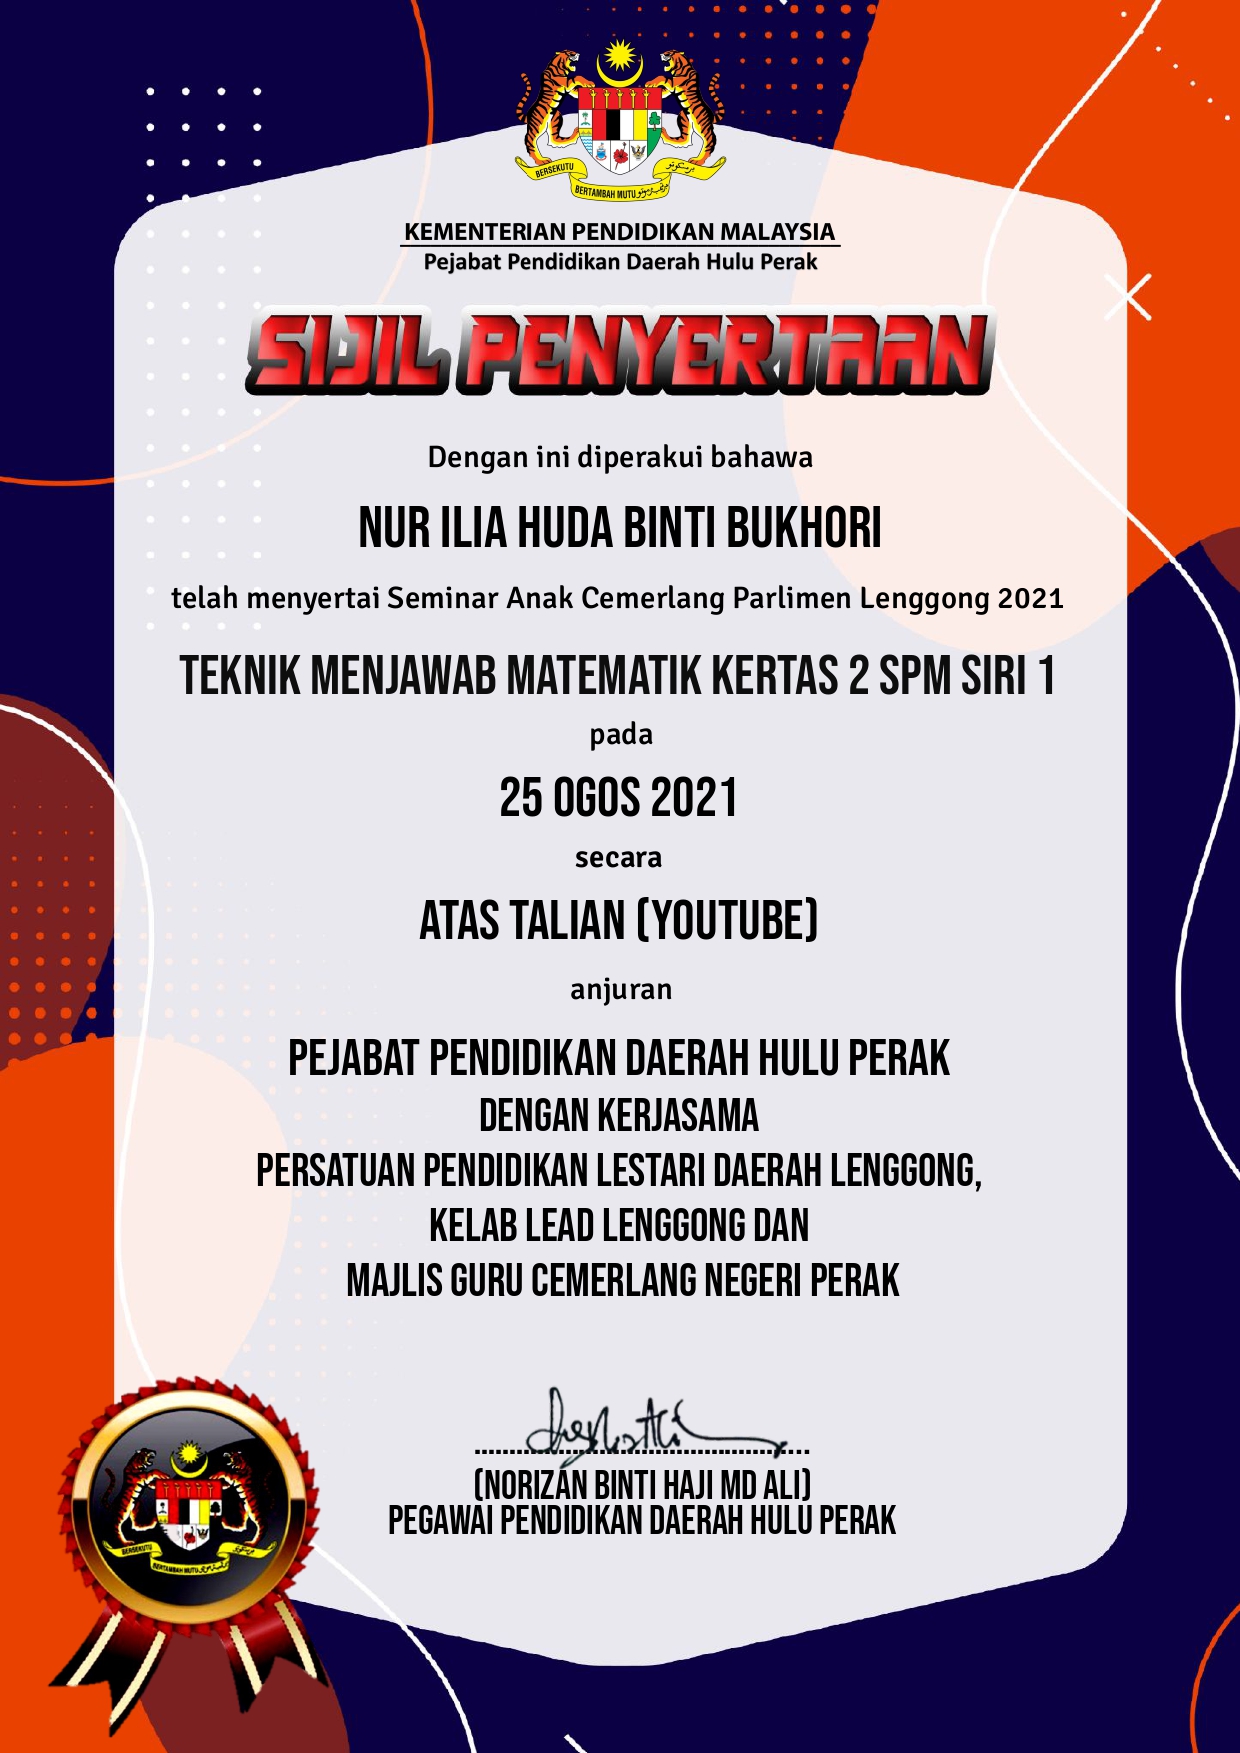 BERSEKUTU
BERTAMBAH MUTU
KEMENTERIAN PENDIDIKAN MALAYSIA
Pejabat Pendidikan Daerah Hulu Perak
SIJIL PENYERTAAN
Dengan ini diperakui bahawa
NUR ILIA HUDA BINTI BUKHORI
telah menyertai Seminar Anak Cemerlang Parlimen Lenggong 2021
TEKNIK MENJAWAB MATEMATIK KERTAS 2 SPM SIRI 1
pada
25 OGOS 2021
secara
ATAS TALIAN (YOUTUBE)
anjuran
PEJABAT PENDIDIKAN DAERAH HULU PERAK
DENGAN KERJASAMA
PERSATUAN PENDIDIKAN LESTARI DAERAH LENGGONG,
KELAB LEAD LENGGONG DAN
MAJLIS GURU CEMERLANG NEGERI PERAK
(NORIZAN BINTI HAJI MD ALI)
PEGAWAI PENDIDIKAN DAERAH HULU PERAK
BERSEKUTU
BERTAMBAH MUTU